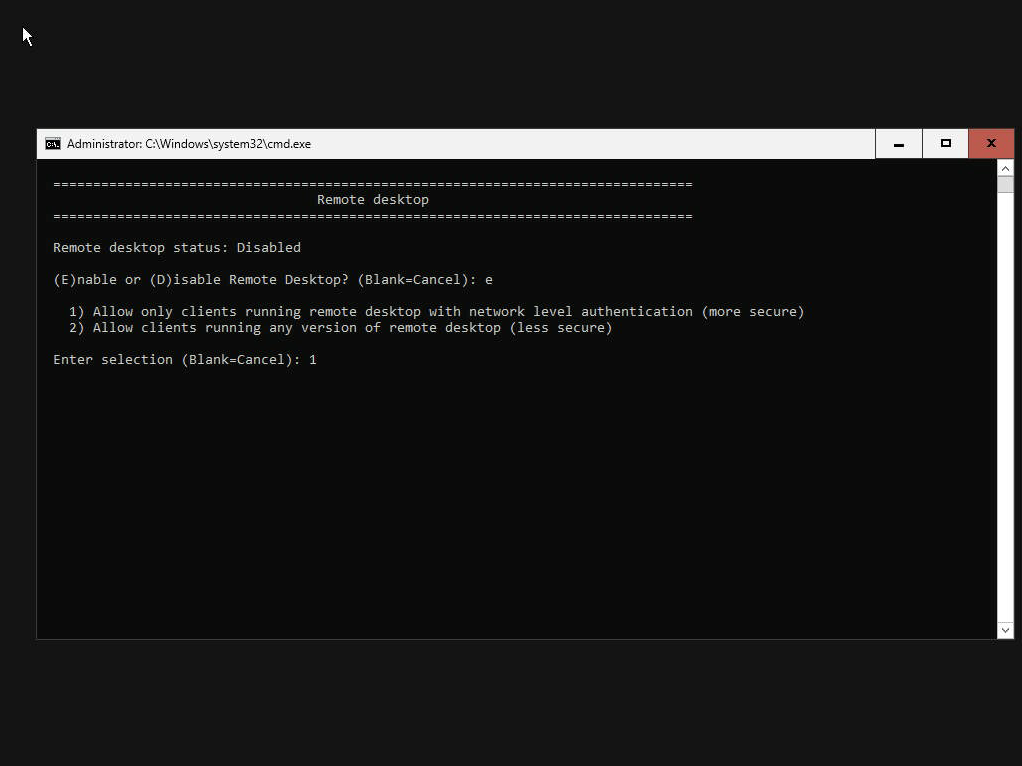 Administrator: C:\Windows\system32\cmd.exe
================================================================================
Remote desktop
================================================================================
Remote desktop status: Disabled
(E)nable or (D)isable Remote Desktop? (Blank=Cancel): e
1) Allow only clients running remote desktop with network level authentication (more secure)
2) Allow clients running any version of remote desktop (less secure)
Enter selection (Blank=Cancel): 1